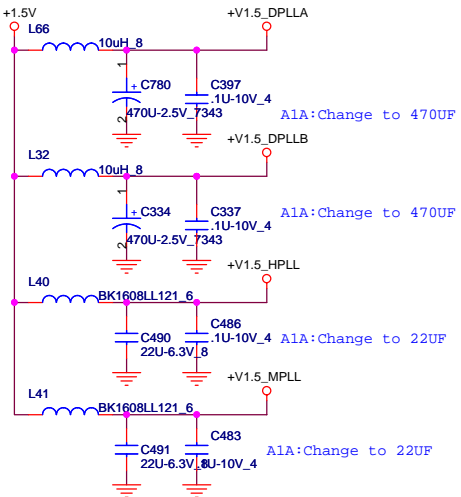 +1.5V
+V1.5_DPLLA
L66
10uH_8
1
+ C780
C397
.1U-10V_4
2
470U-2.5V_7343
A1A:Change to 470UF
+V1.5_DPLLB
L32
10uH_8
1
+ C334
C337
.1U-10V_4
2
470U-2.5V_7343
A1A:Change to 470UF
+V1.5_HPLL
L40
BK1608LL121_6
C490
22U-6.3V_8
C486
.1U-10V_4
A1A:Change to 22UF
+V1.5_MPLL
L41
BK1608LL121_6
C491
22U-6.3V_8
C483
.1U-10V_4
A1A:Change to 22UF